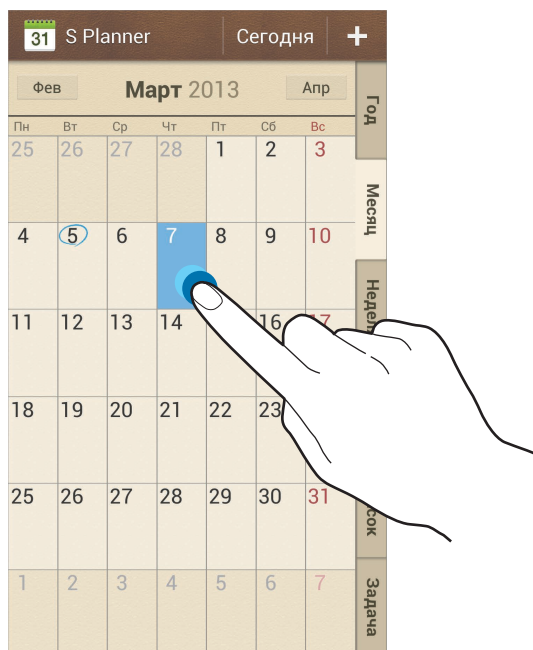 31 S Planner Сегодня +
Фев Март 2013 Апр
Пн Вт Ср Чт Пт Сб Вс
25 26 27 28 1 2 3
4 5 6 7 8 9 10
11 12 13 14 16 17
18 19 20 21 22 23
25 26 27 28 29 30 31
1 2 3 4 5 6 7
Год
Месяц
Задача